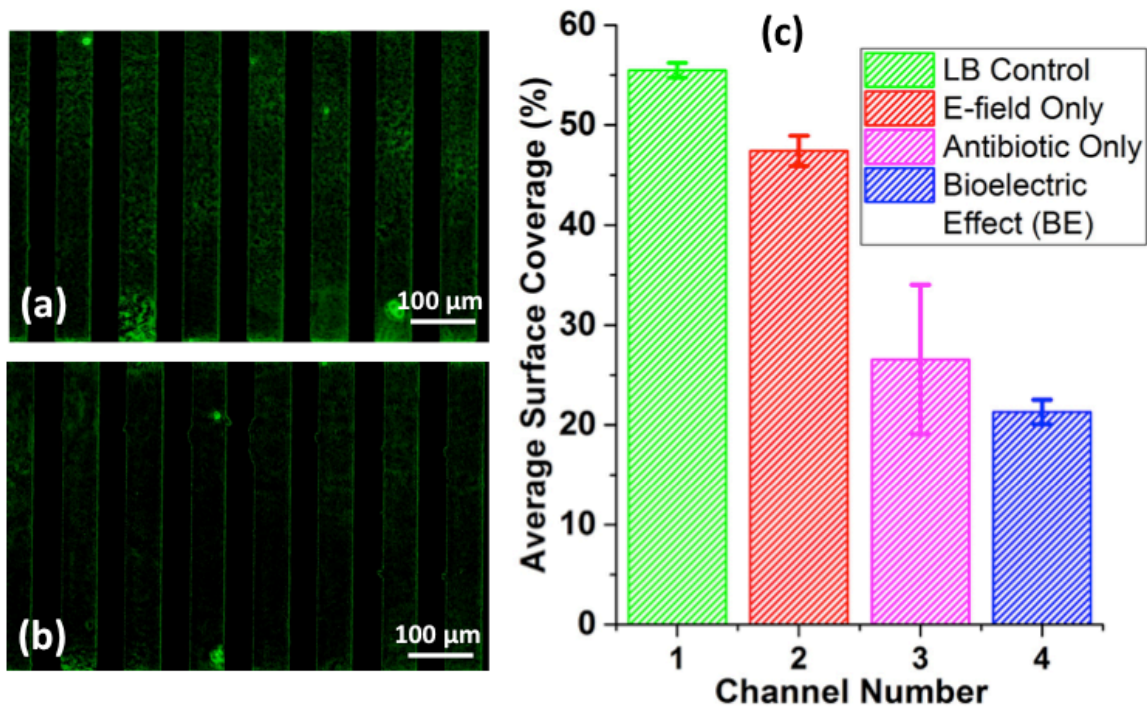 (a)
100 μm
(b)
100 μm
(c)
60
50
40
30
20
10
0
Average Surface Coverage (%)
LB Control
E-field Only
Antibiotic Only
Bioelectric
Effect (BE)
1 2 3 4
Channel Number